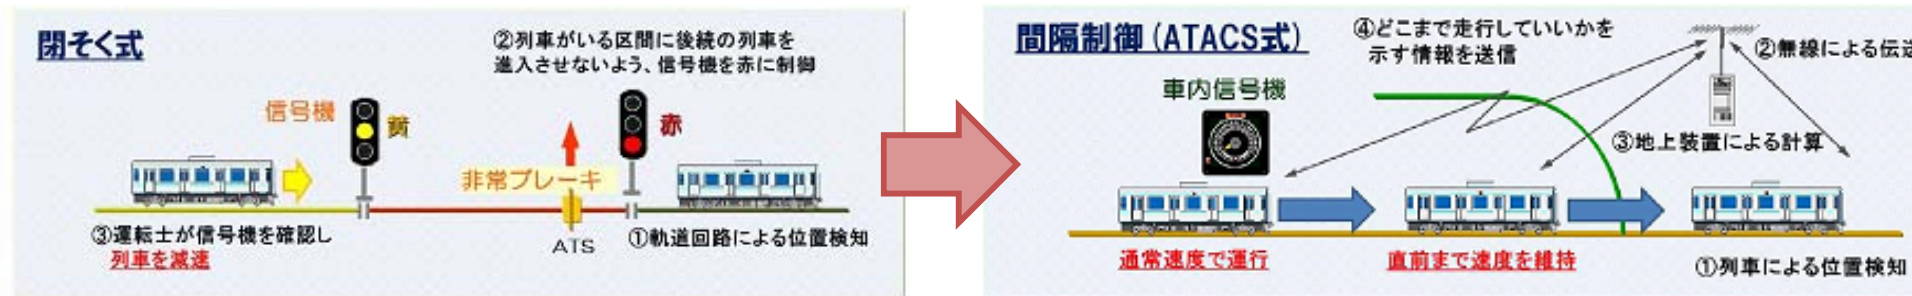 閉そく式
②列車がいる区間に後続の列車を
進入させないよう、信号機を赤に制御
信号機
黄
赤
非常ブレーキ
③運転士が信号機を確認し
列車を減速
ATS
①軌道回路による位置検知
間隔制御(ATACS式)
④どこまで走行していいかを
示す情報を送信
②無線による伝送
車内信号機
③地上装置による計算
通常速度で運行
直前まで速度を維持
①列車による位置検知